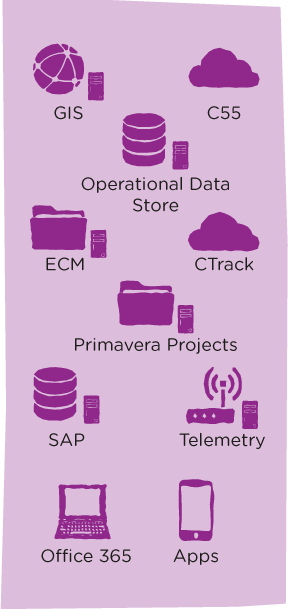 GIS
C55
Operational Data
Store
ECM
CTrack
Primavera Projects
SAP
Telemetry
Office 365
Apps